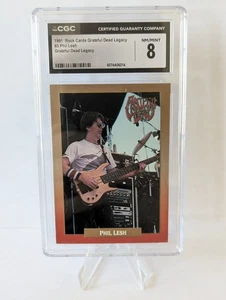 CGC
CERTIFIED GUARANTY COMPANY
1991 Rock Cards Grateful Dead Legacy
#3 Phil Lesh
Grateful Dead Legacy
NM/MINT
8
PHIL LESH